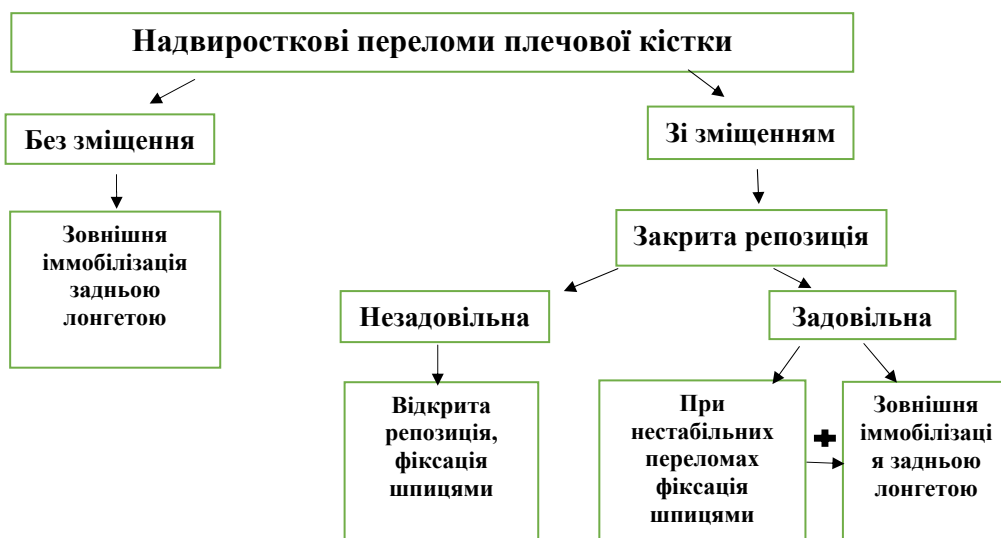 Надвиросткові переломи плечової кістки
Без зміщення
Зі зміщенням
Зовнішня
іммобілізація
задньою
лонгетою
Закрита репозиція
Незадовільна
Задовільна
Відкрита
репозиція,
фіксація
шпицями
При
нестабільних
переломах
фіксація
шпицями
Зовнішня
іммобілізаці
я задньою
лонгетою